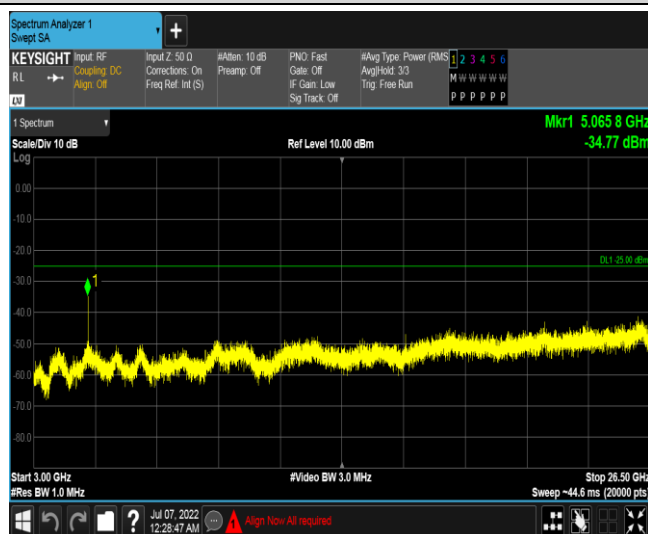 Spectrum Analyzer 1
Swept SA
+
KEYSIGHT
RL
LXI
Input: RF
Coupling: DC
Align: Off
Input Z: 50 Ω
Corrections: On
Freq Ref: Int (S)
#Atten: 10 dB
Preamp: Off
PNO: Fast
Gate: Off
IF Gain: Low
Sig Track: Off
#Avg Type: Power (RMS
Avg|Hold: 3/3
Trig: Free Run
1 2 3 4 5 6
M W W W W W
P P P P P P
1 Spectrum
Mkr1 5.065 8 GHz
Scale/Div 10 dB
Ref Level 10.00 dBm
-34.77 dBm
Log
0.00
-10.0
-20.0
DL1 -25.00 dBm
-30.0
1
-40.0
-50.0
-60.0
-70.0
-80.0
Start 3.00 GHz
#Video BW 3.0 MHz
Stop 26.50 GHz
#Res BW 1.0 MHz
Sweep ~44.6 ms (20000 pts)
?
Jul 07, 2022
12:28:47 AM
Align Now All required